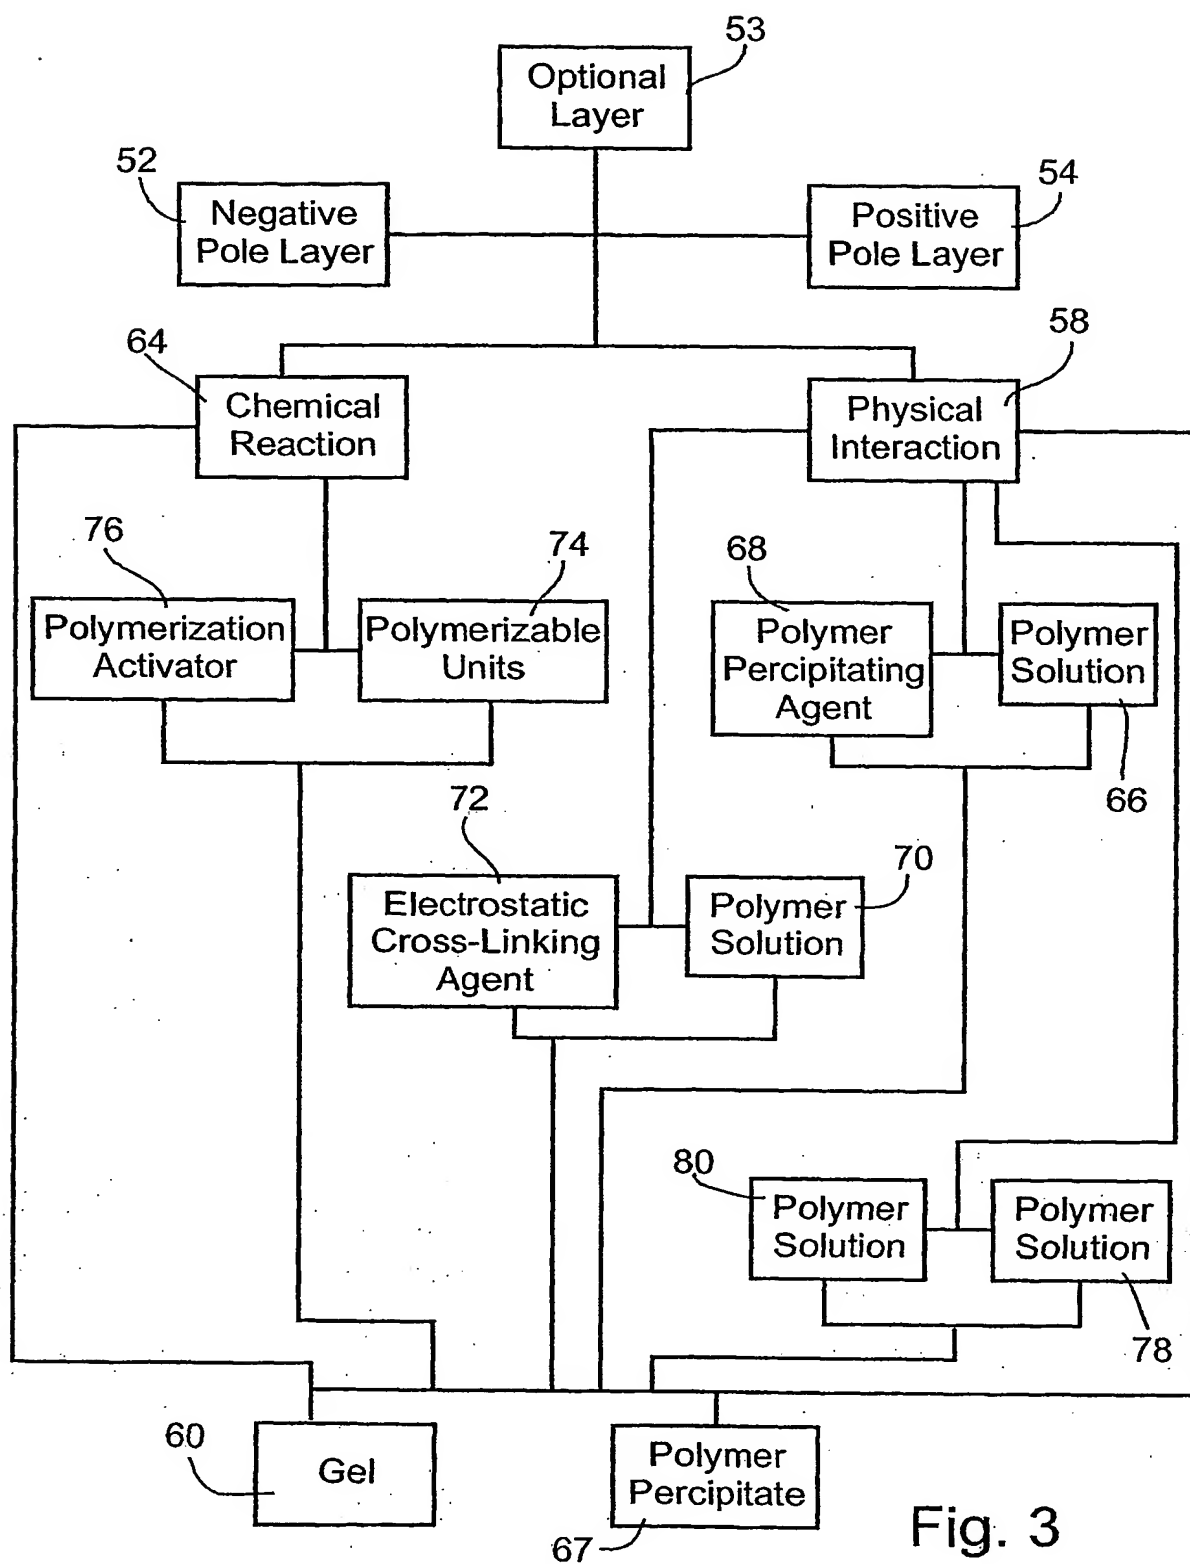 53
Optional
Layer
52
Negative
Pole Layer
54
Positive
Pole Layer
64
Chemical
Reaction
58
Physical
Interaction
76
Polymerization
Activator
74
Polymerizable
Units
68
Polymer
Percipitating
Agent
Polymer
Solution
66
72
Electrostatic
Cross-Linking
Agent
70
Polymer
Solution
80
Polymer
Solution
Polymer
Solution
78
60
Gel
Polymer
Percipitate
67
Fig. 3